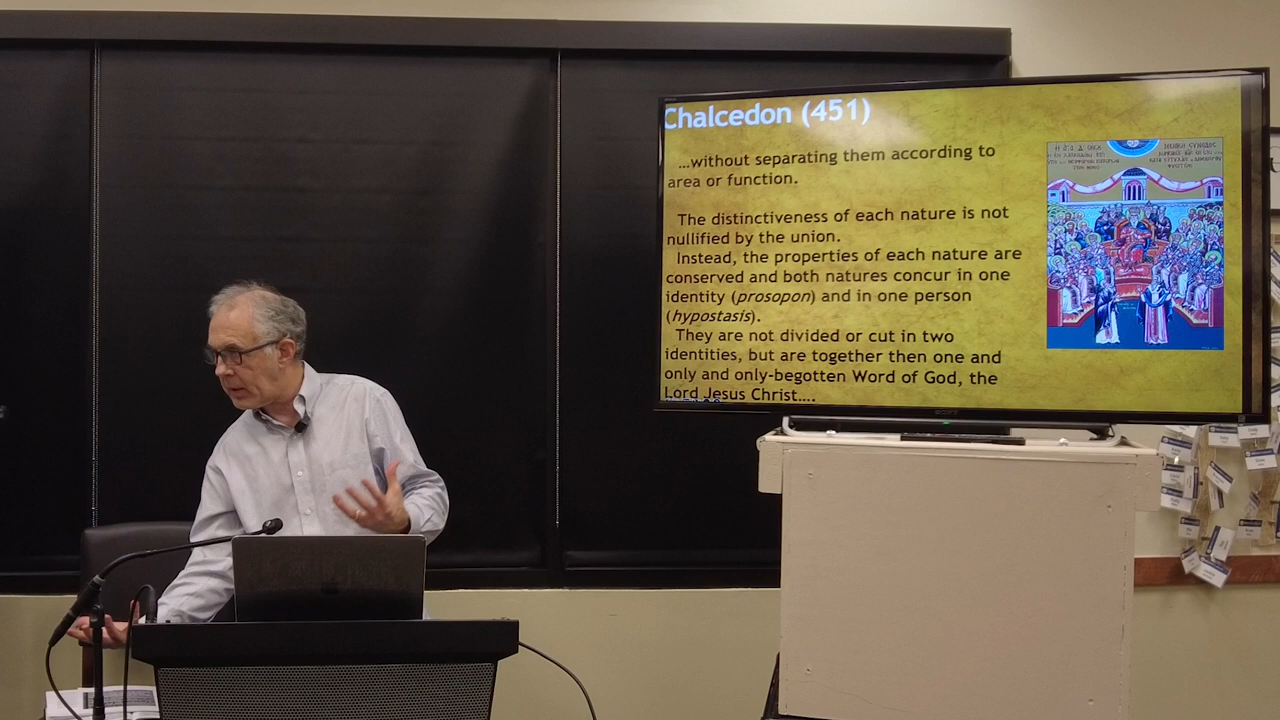 Chalcedon (451)
…without separating them according to
area or function.
The distinctiveness of each nature is not
nullified by the union.
Instead, the properties of each nature are
conserved and both natures concur in one
identity (prosopon) and in one person
(hypostasis).
They are not divided or cut in two
identities, but are together then one and
only and only-begotten Word of God, the
Lord Jesus Christ….
SONY